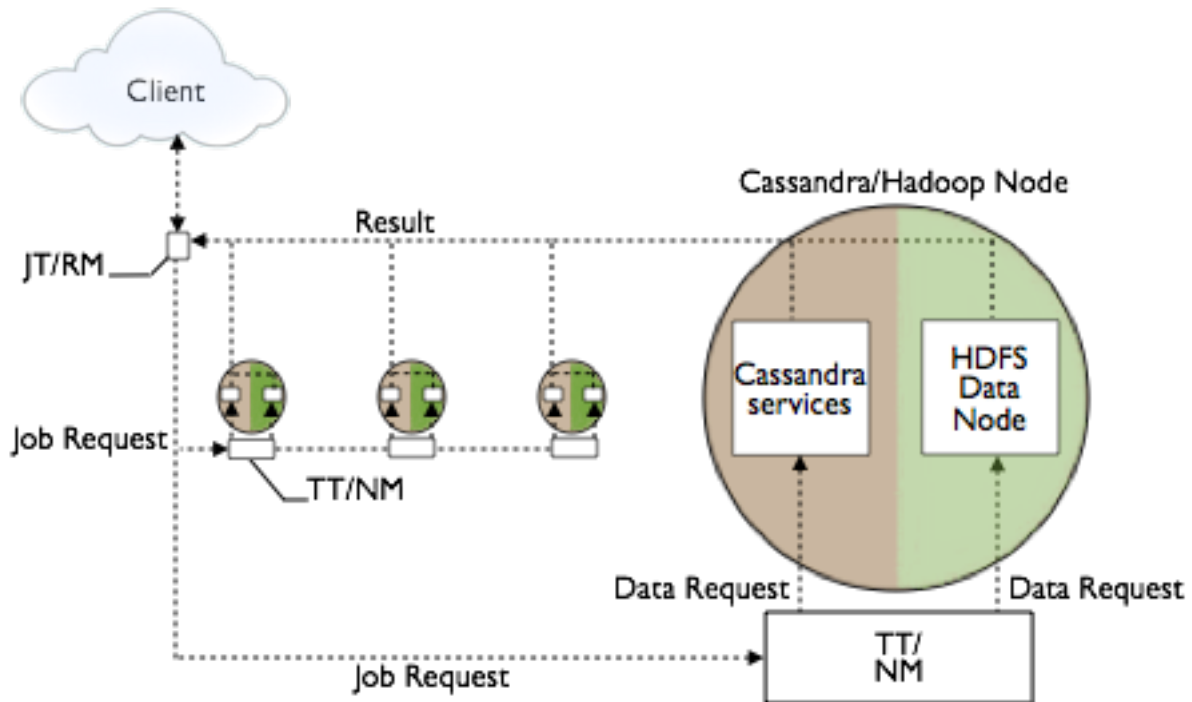 Client
Cassandra/Hadoop Node
Result
JT/RM
Cassandra
services
HDFS
Data
Node
Job Request
TT/NM
Data Request
Data Request
TT/
NM
Job Request